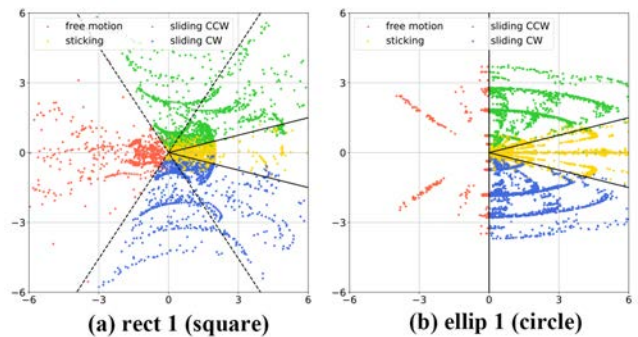 free motion sliding CCW
sticking sliding CW
6
3
0
−3
−6
−6 −3 0 3 6
(a) rect 1 (square)
free motion sliding CCW
sticking sliding CW
6
3
0
−3
−6
−6 −3 0 3 6
(b) ellip 1 (circle)